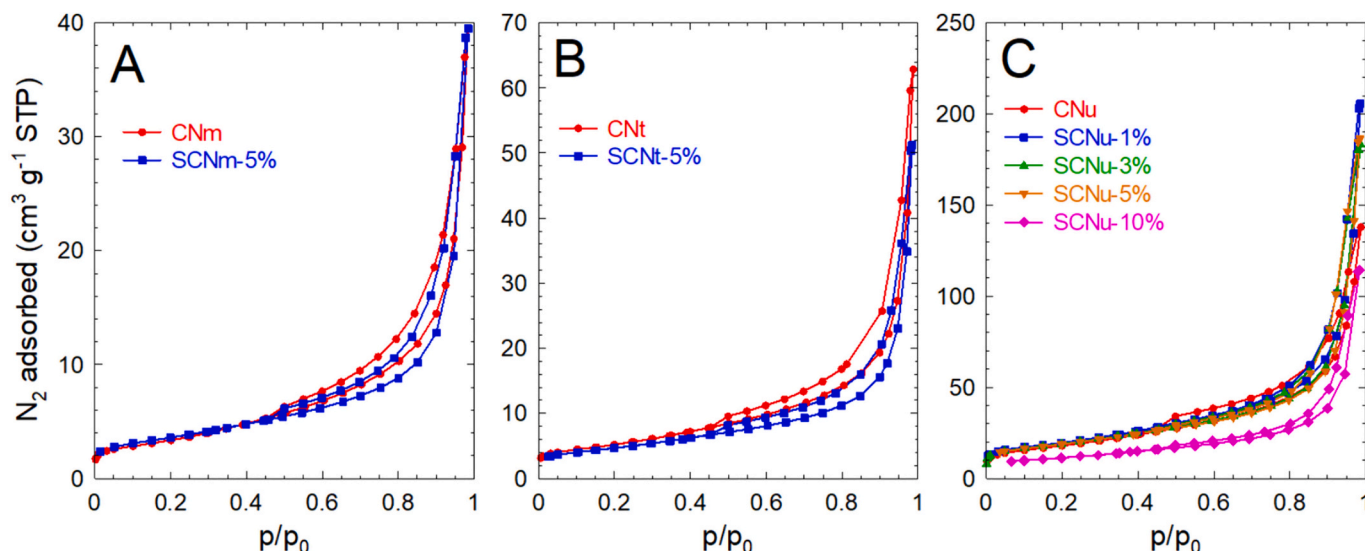 A
B
C
N₂ adsorbed (cm³ g⁻¹ STP)
40
30
20
10
0
CNm
SCNm-5%
0 0.2 0.4 0.6 0.8 1
p/p₀
70
60
50
40
30
20
10
0
CNt
SCNt-5%
0 0.2 0.4 0.6 0.8 1
p/p₀
250
200
150
100
50
0
CNu
SCNu-1%
SCNu-3%
SCNu-5%
SCNu-10%
0 0.2 0.4 0.6 0.8 1
p/p₀